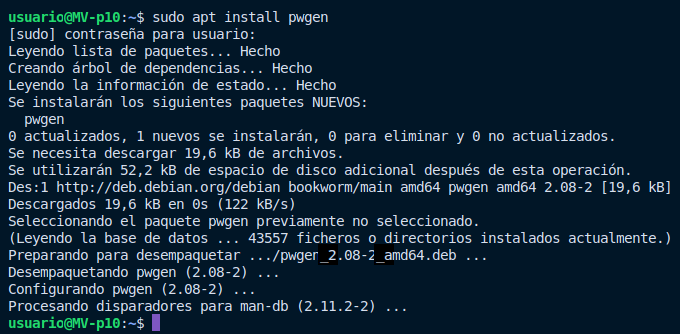 usuario@MV-p10:~$ sudo apt install pwgen
[sudo] contraseña para usuario:
Leyendo lista de paquetes... Hecho
Creando árbol de dependencias... Hecho
Leyendo la información de estado... Hecho
Se instalarán los siguientes paquetes NUEVOS:
  pwgen
0 actualizados, 1 nuevos se instalarán, 0 para eliminar y 0 no actualizados.
Se necesita descargar 19,6 kB de archivos.
Se utilizarán 52,2 kB de espacio de disco adicional después de esta operación.
Des:1 http://deb.debian.org/debian bookworm/main amd64 pwgen amd64 2.08-2 [19,6 kB]
Descargados 19,6 kB en 0s (122 kB/s)
Seleccionando el paquete pwgen previamente no seleccionado.
(Leyendo la base de datos ... 43557 ficheros o directorios instalados actualmente.)
Preparando para desempaquetar .../pwgen_2.08-2_amd64.deb ...
Desempaquetando pwgen (2.08-2) ...
Configurando pwgen (2.08-2) ...
Procesando disparadores para man-db (2.11.2-2) ...
usuario@MV-p10:~$